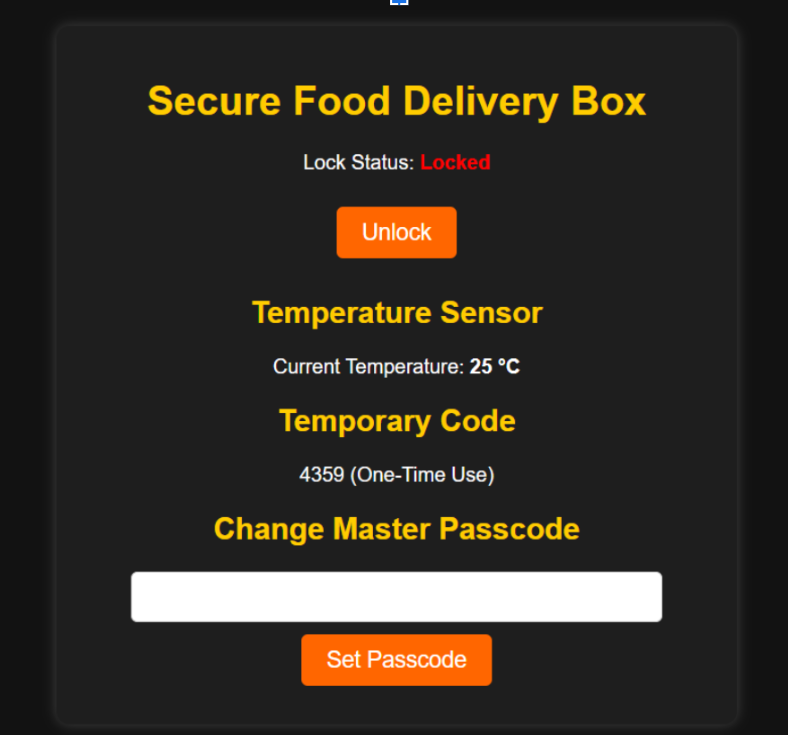 Secure Food Delivery Box
Lock Status: Locked
Unlock
Temperature Sensor
Current Temperature: 25 °C
Temporary Code
4359 (One-Time Use)
Change Master Passcode
Set Passcode